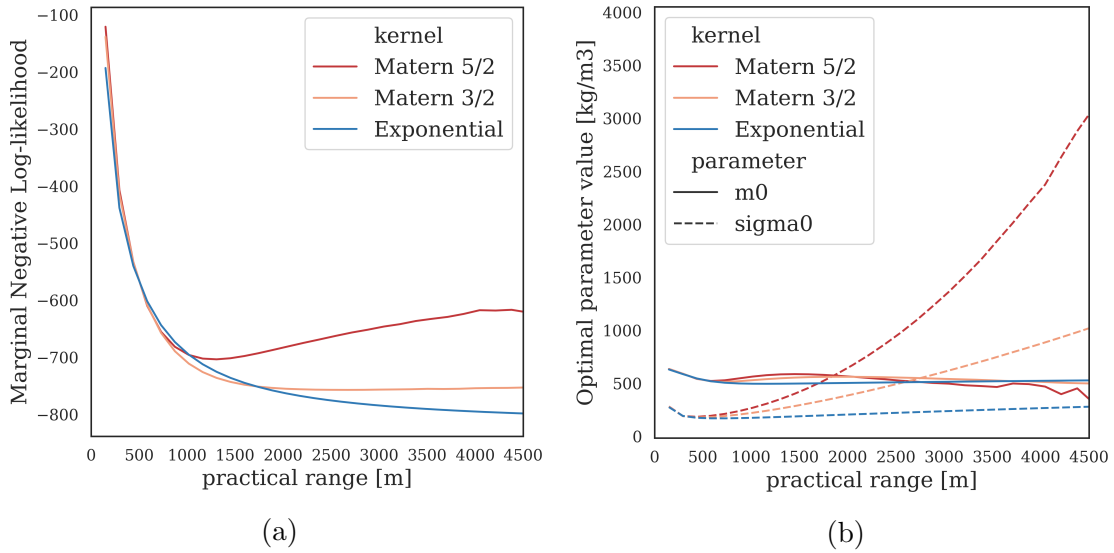 Marginal Negative Log-likelihood
−100
−200
−300
−400
−500
−600
−700
−800
kernel
Matern 5/2
Matern 3/2
Exponential
0 500 1000 1500 2000 2500 3000 3500 4000 4500
practical range [m]
(a)
Optimal parameter value [kg/m3]
4000
3500
3000
2500
2000
1500
1000
500
0
kernel
Matern 5/2
Matern 3/2
Exponential
parameter
m0
sigma0
0 500 1000 1500 2000 2500 3000 3500 4000 4500
practical range [m]
(b)